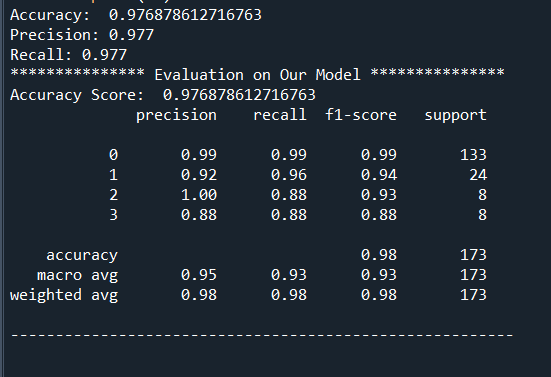 Accuracy:  0.976878612716763
Precision: 0.977
Recall: 0.977
*************** Evaluation on Our Model ***************
Accuracy Score:  0.976878612716763
              precision    recall  f1-score   support

           0       0.99      0.99      0.99       133
           1       0.92      0.96      0.94        24
           2       1.00      0.88      0.93         8
           3       0.88      0.88      0.88         8

    accuracy                           0.98       173
   macro avg       0.95      0.93      0.93       173
weighted avg       0.98      0.98      0.98       173

-------------------------------------------------------